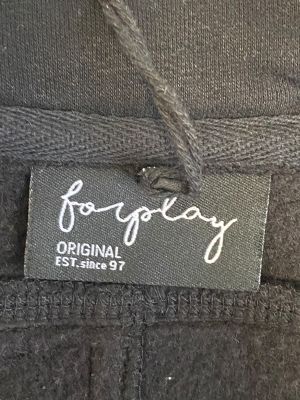 forplay
ORIGINAL
EST. since 97